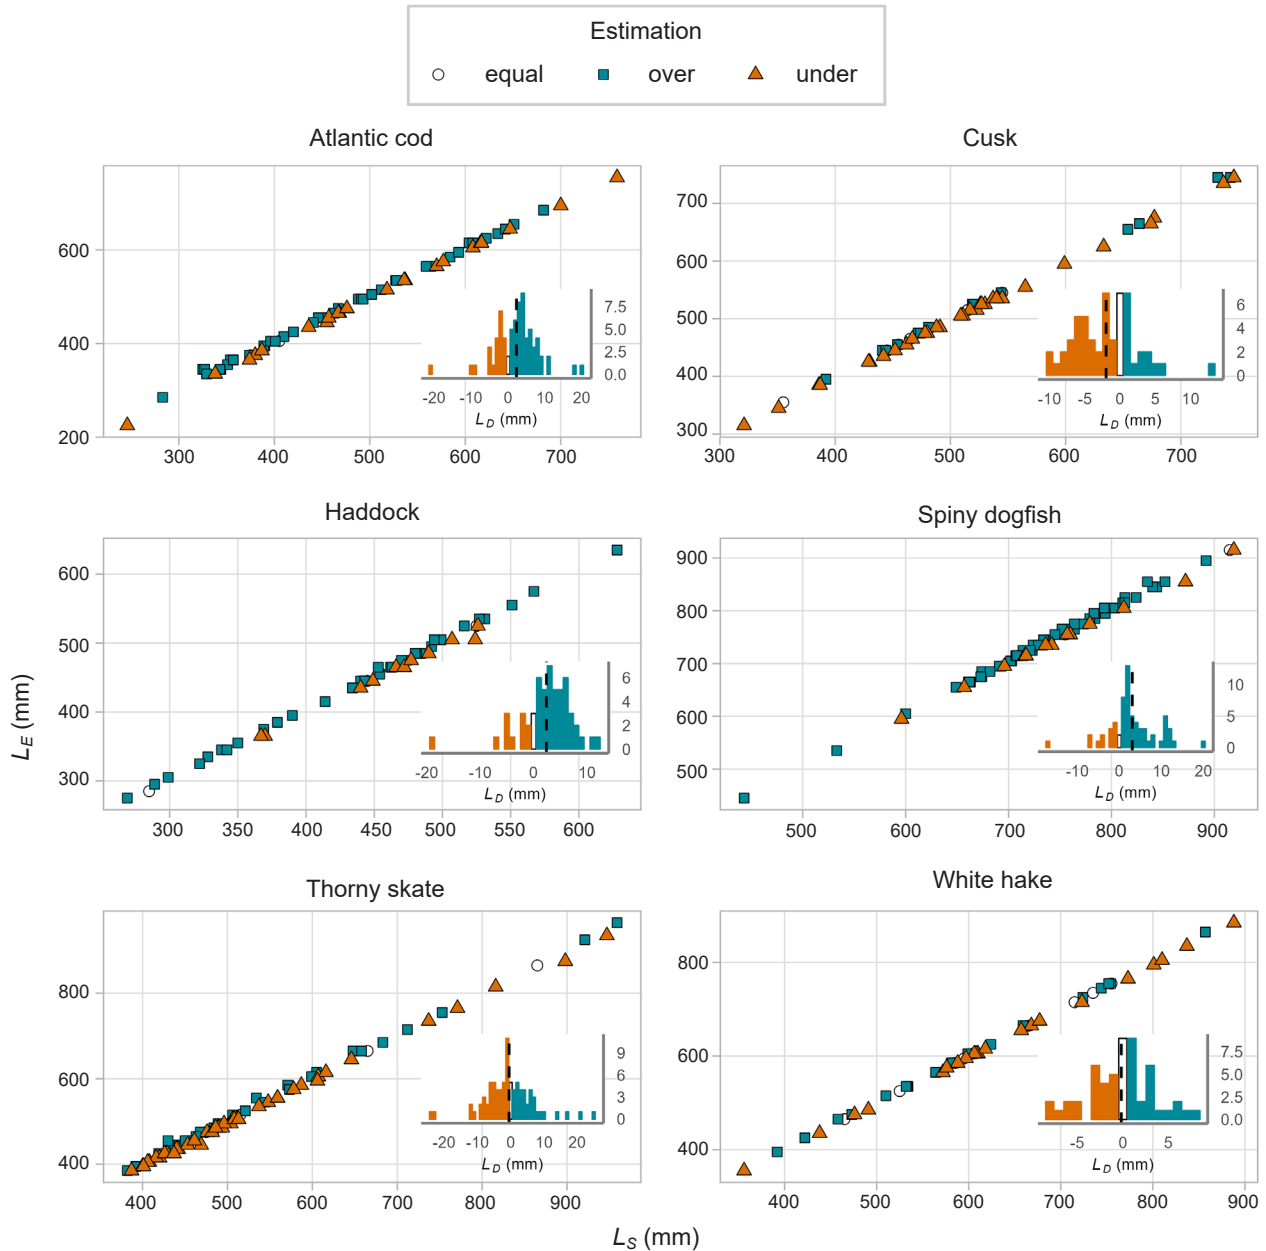 Estimation
equal over under
Atlantic cod Cusk
600
400
200
300 400 500 600 700
7.5
5.0
2.5
0.0
-20 -10 0 10 20
L_D (mm)
700
600
500
400
300
300 400 500 600 700
6
4
2
0
-10 -5 0 5 10
L_D (mm)
Haddock Spiny dogfish
600
500
400
300
300 350 400 450 500 550 600
6
4
2
0
-20 -10 0 10
L_D (mm)
900
800
700
600
500
500 600 700 800 900
10
5
0
-10 0 10 20
L_D (mm)
L_E (mm)
Thorny skate White hake
800
600
400
400 500 600 700 800 900
9
6
3
0
-20 -10 0 10 20
L_D (mm)
800
600
400
400 500 600 700 800 900
7.5
5.0
2.5
0.0
-5 0 5
L_D (mm)
L_S (mm)